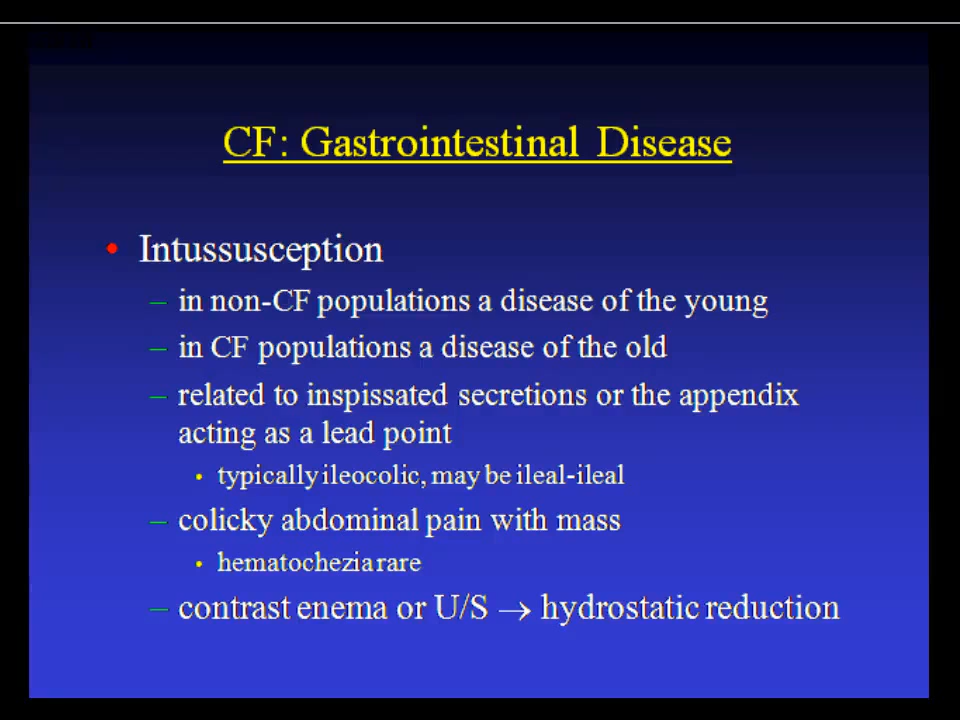 CF: Gastrointestinal Disease
• Intussusception
– in non-CF populations a disease of the young
– in CF populations a disease of the old
– related to inspissated secretions or the appendix
acting as a lead point
• typically ileocolic, may be ileal-ileal
– colicky abdominal pain with mass
• hematochezia rare
– contrast enema or U/S → hydrostatic reduction